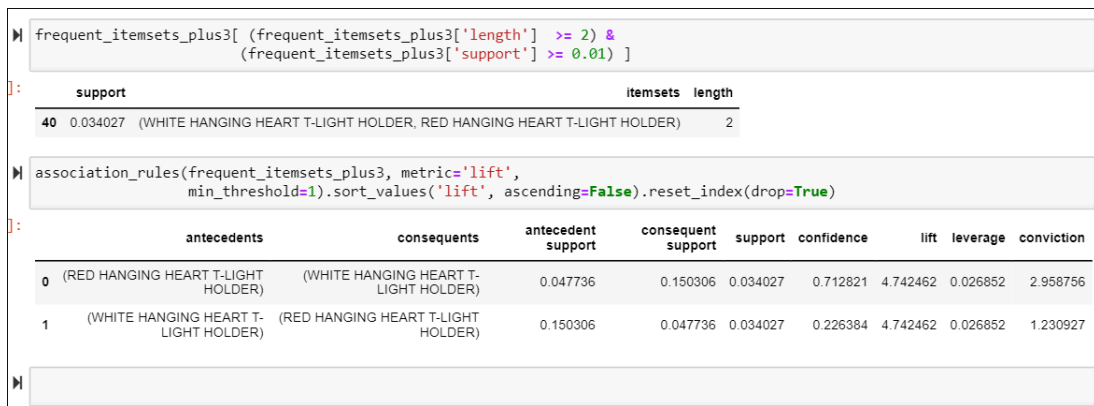 frequent_itemsets_plus3[ (frequent_itemsets_plus3['length']  >= 2) &
(frequent_itemsets_plus3['support'] >= 0.01) ]
]:
support itemsets length
40 0.034027 (WHITE HANGING HEART T-LIGHT HOLDER, RED HANGING HEART T-LIGHT HOLDER) 2
association_rules(frequent_itemsets_plus3, metric='lift',
min_threshold=1).sort_values('lift', ascending=False).reset_index(drop=True)
]:
antecedents consequents antecedent support consequent support support confidence lift leverage conviction
0 (RED HANGING HEART T-LIGHT HOLDER) (WHITE HANGING HEART T-LIGHT HOLDER) 0.047736 0.150306 0.034027 0.712821 4.742462 0.026852 2.958756
1 (WHITE HANGING HEART T-LIGHT HOLDER) (RED HANGING HEART T-LIGHT HOLDER) 0.150306 0.047736 0.034027 0.226384 4.742462 0.026852 1.230927